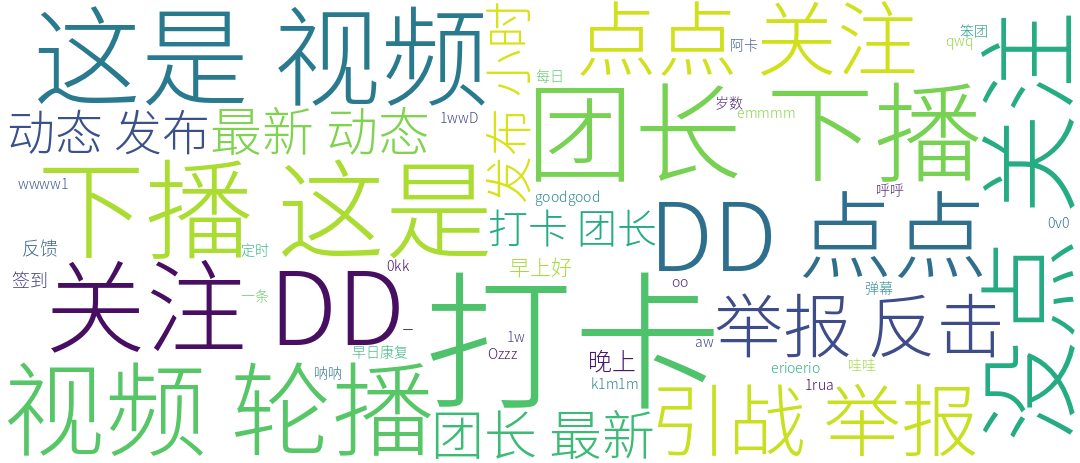 这是 视频
发布 小时
点点 关注
没点 关注
笨团
qwq
阿卡
每日
动态 发布
最新 动态
1wwD
团长 下播
岁数
emmmm
下播 这是
wwww1
goodgood
打卡 团长
DD 点点
呼呼
0v0
反馈
定时
签到
关注 DD
0kk
早上好
oo
弹幕
一条
打卡
举报 反击
1w
Ozzz
aw
晚上
早日康复
呐呐
k1m1m
erioerio
哇哇
1rua
视频 轮播
团长 最新
引战 举报